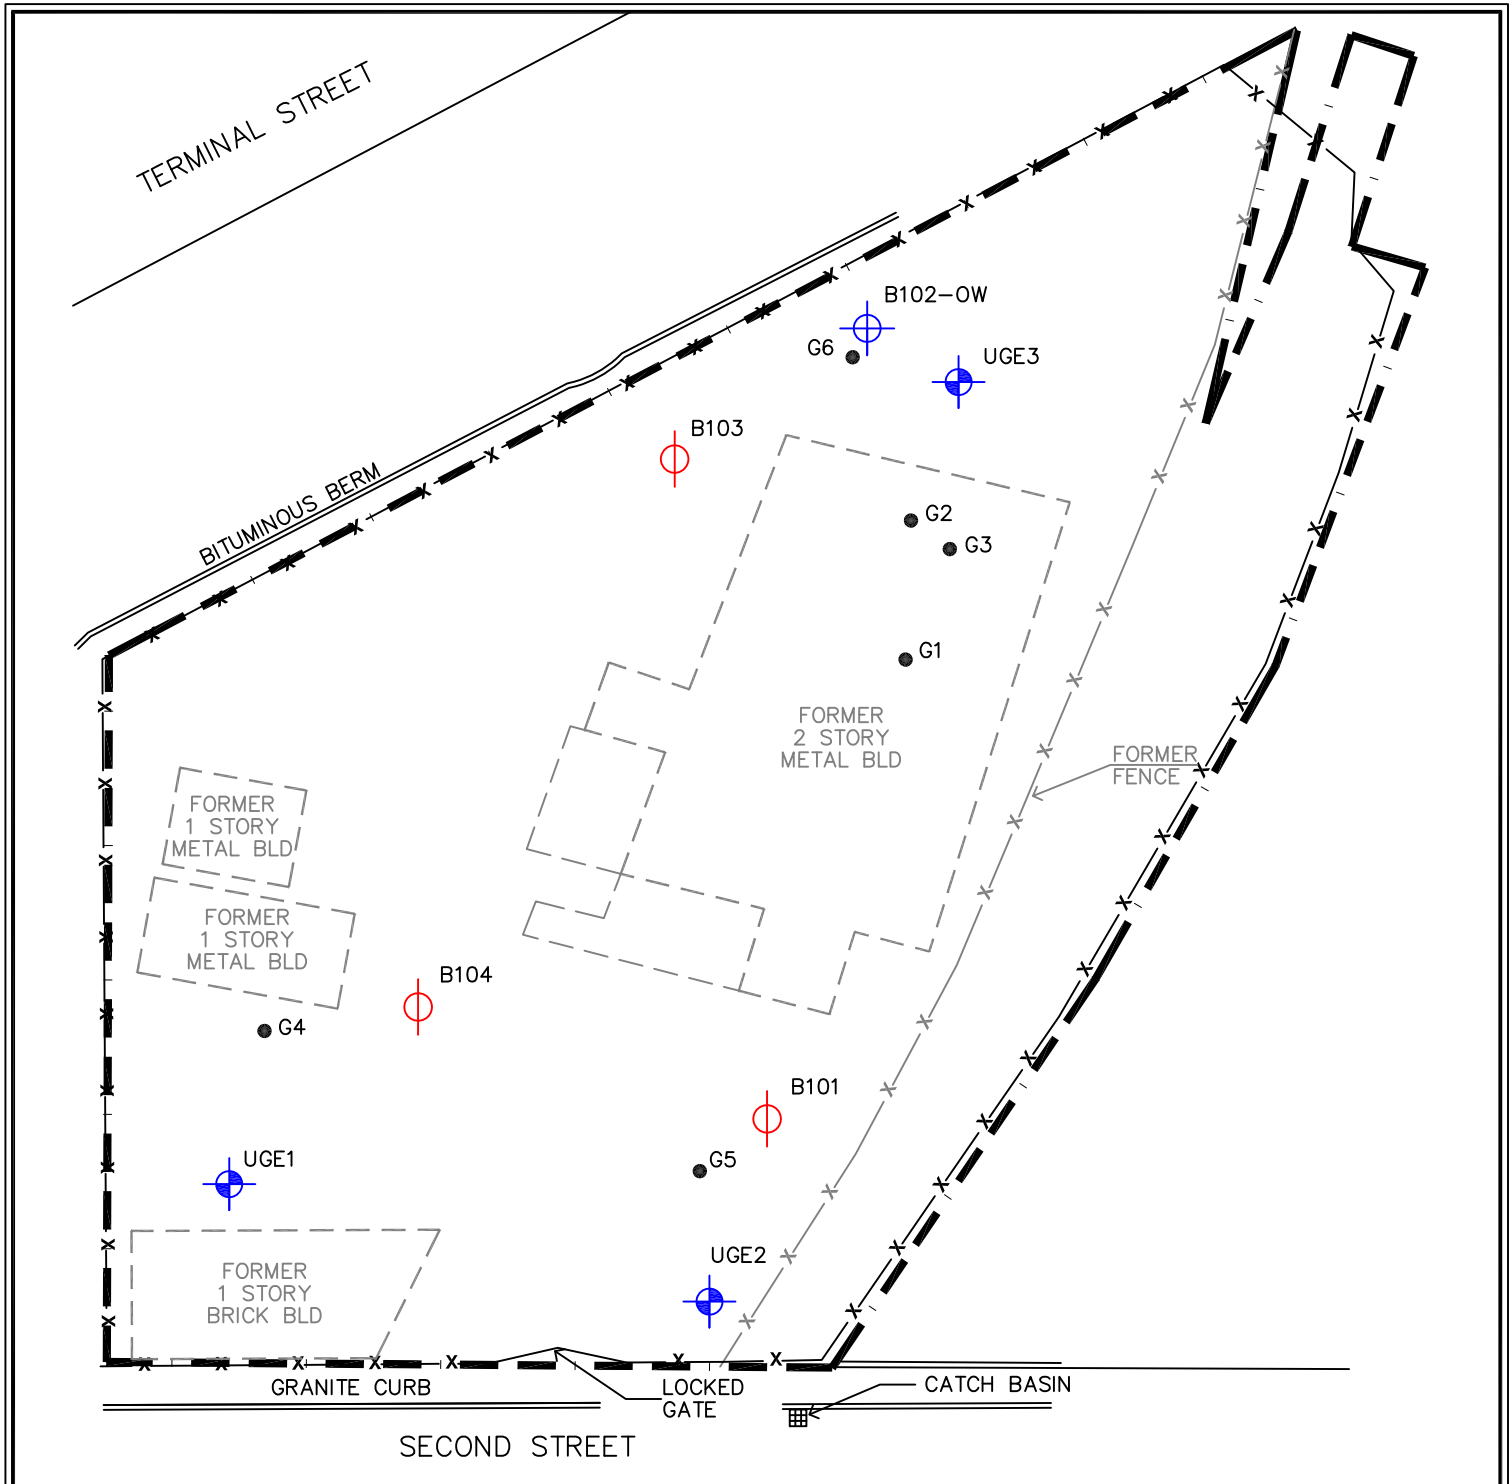 TERMINAL STREET
B102-OW
G6
UGE3
B103
BITUMINOUS BERM
G2
G3
G1
FORMER
2 STORY
METAL BLD
FORMER
FENCE
FORMER
1 STORY
METAL BLD
FORMER
1 STORY
METAL BLD
B104
G4
B101
UGE1
G5
UGE2
FORMER
1 STORY
BRICK BLD
GRANITE CURB
LOCKED
GATE
CATCH BASIN
SECOND STREET